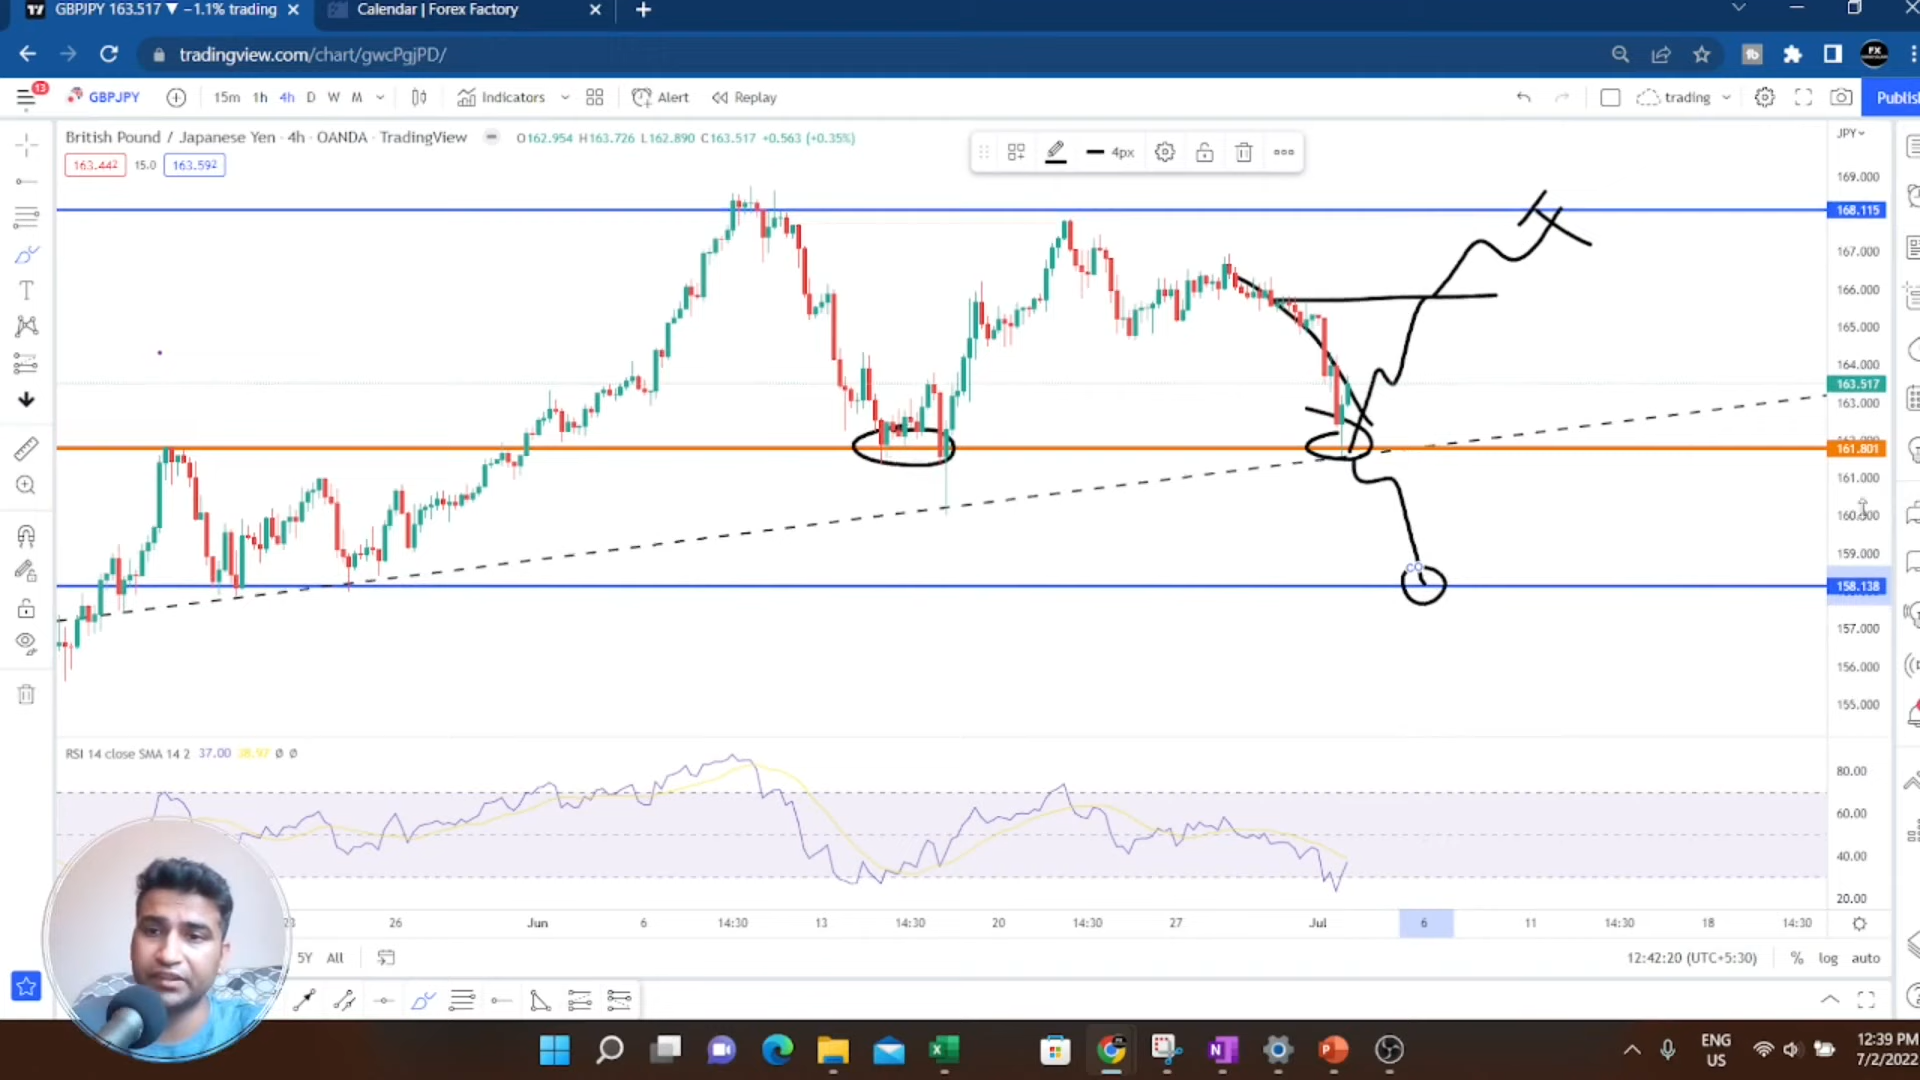 GBPJPY 163.517 ▼ −1.1% trading
Calendar | Forex Factory
tradingview.com/chart/gwcPgjPD/
13
GBPJPY 15m 1h 4h D W M Indicators Alert Replay trading Publish
British Pound / Japanese Yen · 4h · OANDA · TradingView O162.954 H163.726 L162.890 C163.517 +0.563 (+0.35%)
163.442 15.0 163.592
4px
JPY
169.000
168.115
167.000
166.000
165.000
164.000
163.517
163.000
161.801
161.000
160.000
159.000
158.138
157.000
156.000
155.000
RSI 14 close SMA 14 2 37.00 38.97 Ø Ø
80.00
60.00
40.00
20.00
23 26 Jun 6 14:30 13 14:30 20 14:30 27 Jul 6 11 14:30 18 14:30
5Y All
12:42:20 (UTC+5:30) % log auto
ENG
US
12:39 PM
7/2/2022